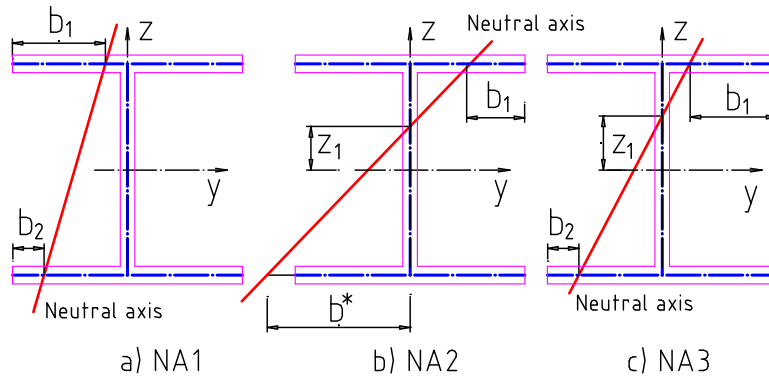 b₁
z
y
b₂
Neutral axis
a) NA1
Neutral axis
z
b₁
z₁
y
b*
b) NA2
z
b₁
z₁
y
b₂
Neutral axis
c) NA3